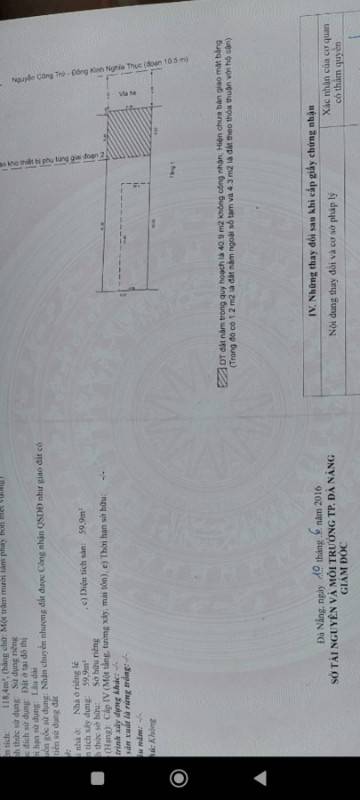 118,4m², (bằng chữ: Một trăm mười tám phẩy bốn mét vuông)
thức sử dụng: Sử dụng riêng
đích sử dụng: Đất ở tại đô thị
hạn sử dụng: Lâu dài
gốc sử dụng: Nhận chuyển nhượng đất được Công nhận QSDĐ như giao đất có
tiền sử dụng đất
nhà ở: Nhà ở riêng lẻ
tích xây dựng: 59,9m² , c) Diện tích sàn: 59,9m²
thức sở hữu: Sở hữu riêng
(Hạng): Cấp IV (Một tầng, tường xây, mái tôn), e) Thời hạn sở hữu: -/-
trình xây dựng khác: -/-
sản xuất là rừng trồng: -/-
năm: -/-
Không
Nguyễn Công Trứ - Đông Kinh Nghĩa Thục (đoạn 10.5 m)
Vỉa hè
kho thiết bị phụ tùng giai đoạn 2
Tầng 1
DT đất nằm trong quy hoạch là 40.9 m2 không công nhận. Hiện chưa bàn giao mặt bằng
(Trong đó có 1.2 m2 là đất nằm ngoài sổ tạm và 4.3 m2 là đất theo thỏa thuận với hộ cận)
Đà Nẵng, ngày 10 tháng 6 năm 2016
SỞ TÀI NGUYÊN VÀ MÔI TRƯỜNG TP. ĐÀ NẴNG
GIÁM ĐỐC
IV. Những thay đổi sau khi cấp giấy chứng nhận
Nội dung thay đổi và cơ sở pháp lý
Xác nhận của cơ quan
có thẩm quyền